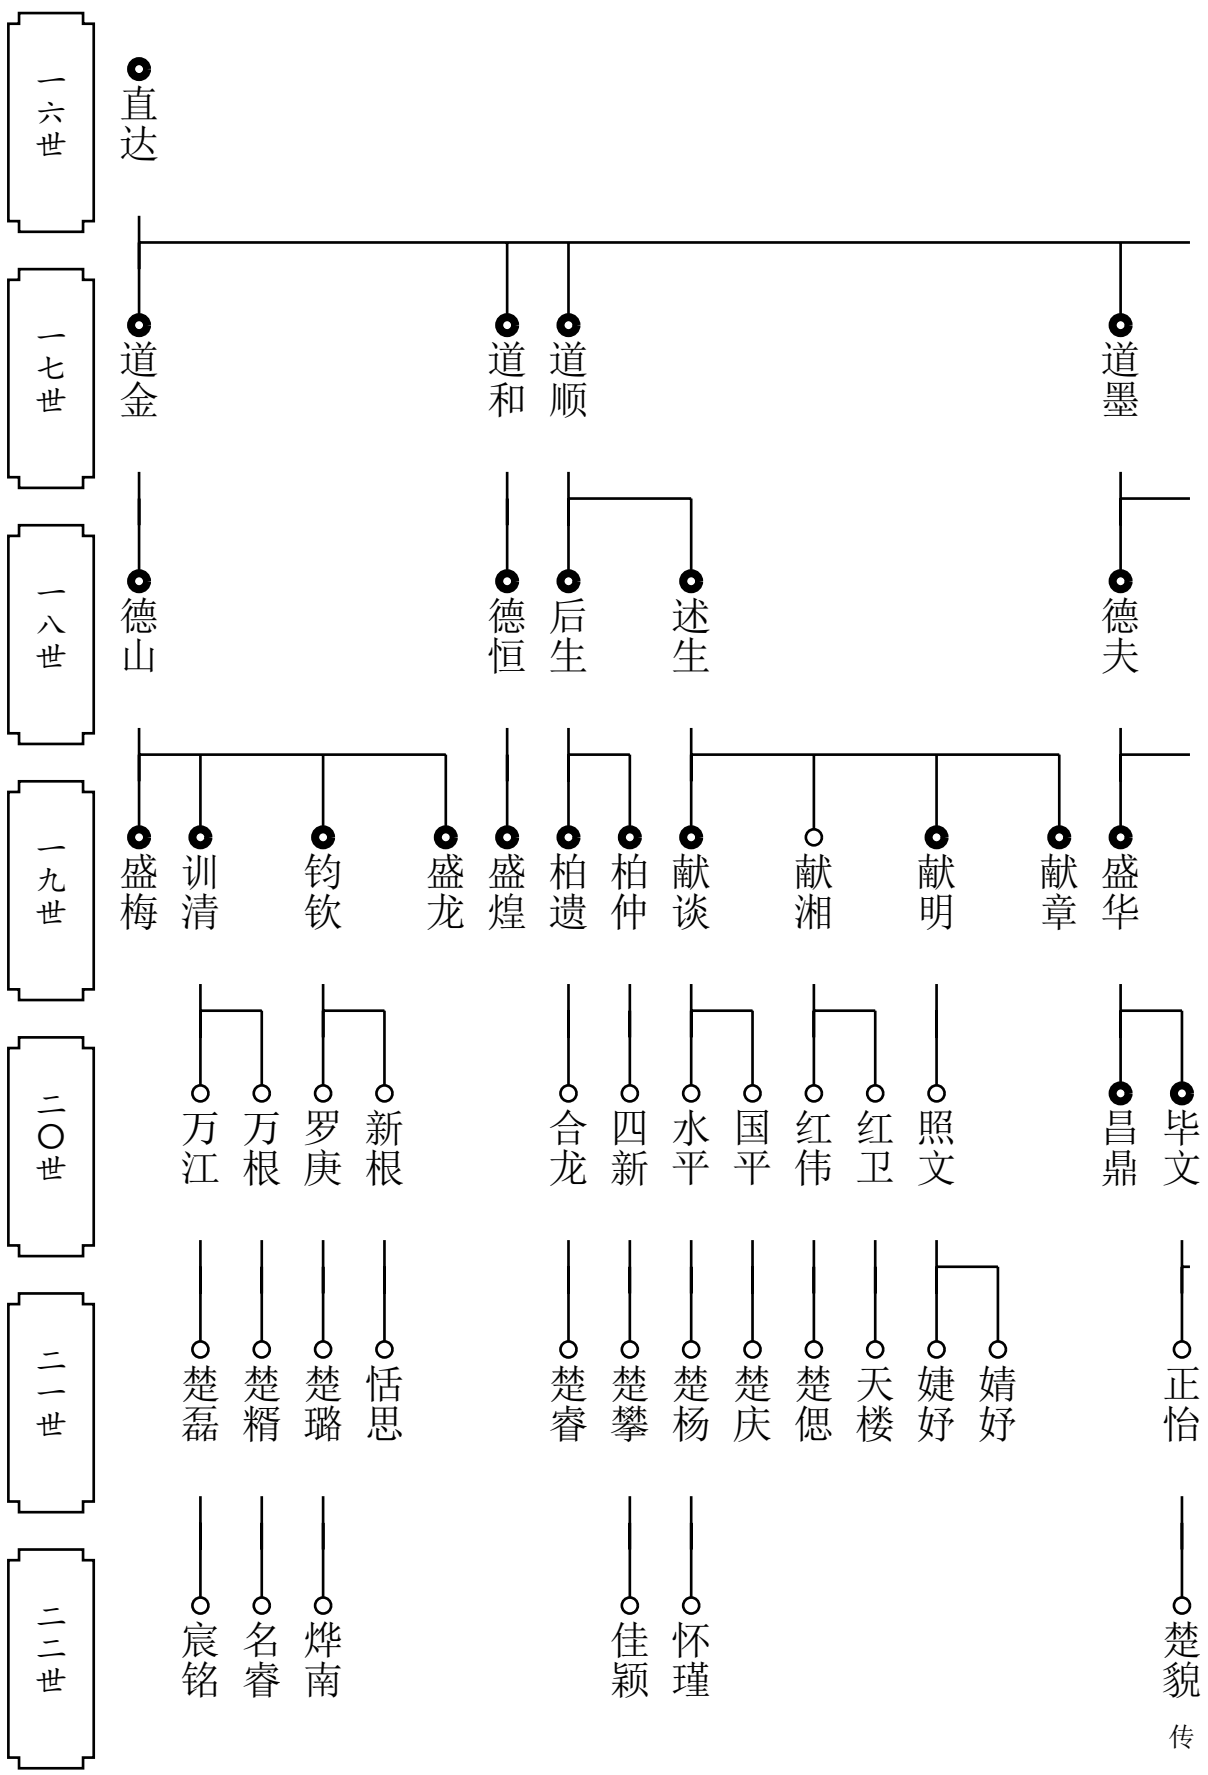 一六世
直达
一七世
道金
道和
道顺
道墨
一八世
德山
德恒
后生
述生
德夫
一九世
盛梅
训清
钧钦
盛龙
盛煌
柏遗
柏仲
献谈
献湘
献明
献章
盛华
二〇世
万江
万根
罗庚
新根
合龙
四新
水平
国平
红伟
红卫
照文
昌鼎
毕文
二一世
楚磊
楚糈
楚璐
恬思
楚睿
楚攀
楚杨
楚庆
楚偲
天楼
婕妤
婧妤
正怡
二二世
宸铭
名睿
烨南
佳颖
怀瑾
楚貌
传